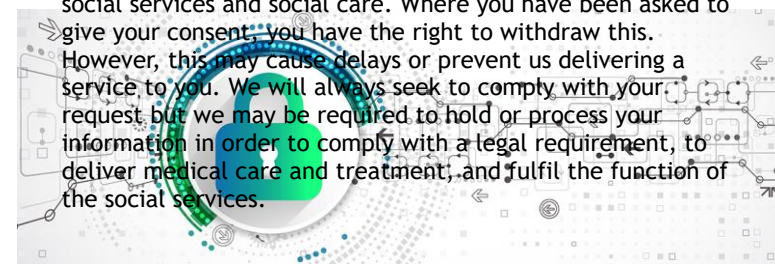 social services and social care. Where you have been asked to
give your consent, you have the right to withdraw this.
However, this may cause delays or prevent us delivering a
service to you. We will always seek to comply with your
request but we may be required to hold or process your
information in order to comply with a legal requirement, to
deliver medical care and treatment; and fulfil the function of
the social services.